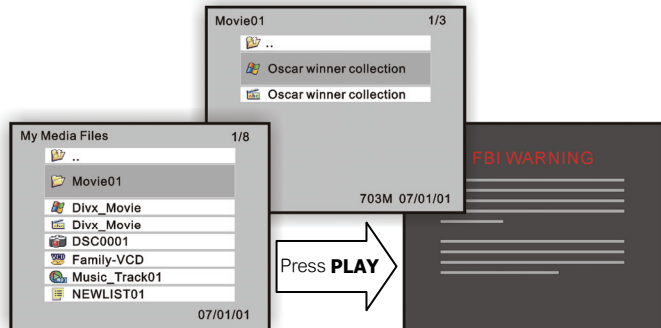 Movie01 1/3
..
Oscar winner collection
Oscar winner collection
703M 07/01/01
My Media Files 1/8
..
Movie01
Divx_Movie
Divx_Movie
DSC0001
Family-VCD
Music_Track01
NEWLIST01
07/01/01
Press PLAY
FBI WARNING